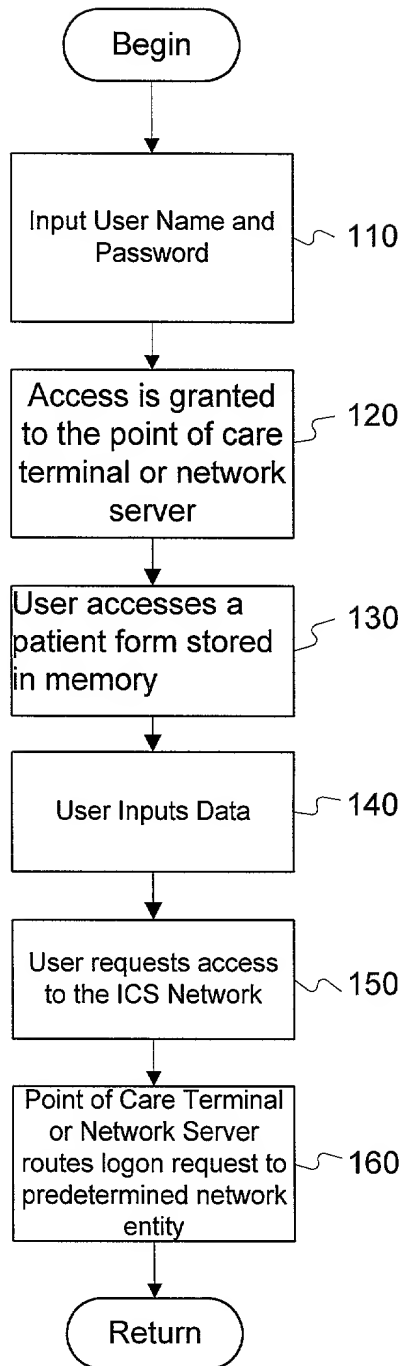 Begin
Input User Name and
Password
110
Access is granted
to the point of care
terminal or network
server
120
User accesses a
patient form stored
in memory
130
User Inputs Data
140
User requests access
to the ICS Network
150
Point of Care Terminal
or Network Server
routes logon request to
predetermined network
entity
160
Return